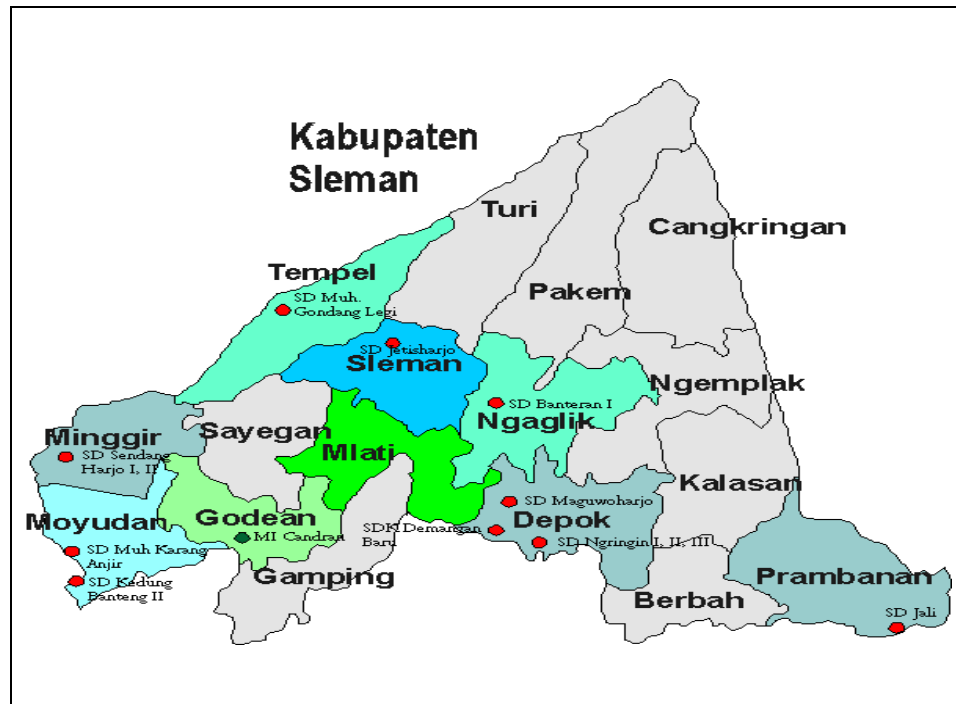 Kabupaten
Sleman
Turi
Cangkringan
Tempel
SD Muh.
Gondang Legi
Pakem
SD Jetisharjo
Sleman
Ngemplak
SD Banteran I
Ngaglik
Minggir
SD Sendang
Harjo I, II
Sayegan
Mlati
Kalasan
SD Maguwoharjo
Moyudan
Godean
MI Candran
SDK Demangan
Baru
Depok
SD Ngringin I, II, III
SD Muh Karang
Anjir
SD Kedung
Banteng II
Gamping
Prambanan
Berbah
SD Jali